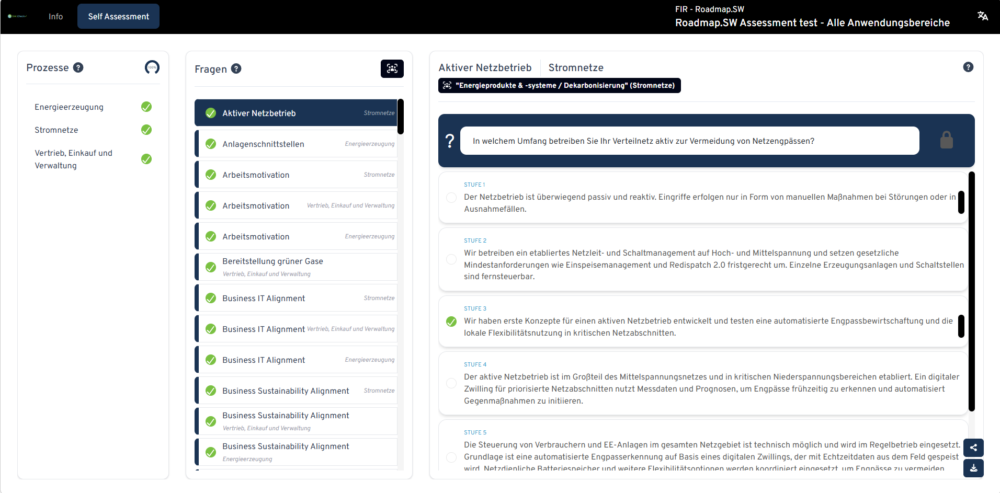 SW.Check✓
Info
Self Assessment
FIR - Roadmap.SW
Roadmap.SW Assessment test - Alle Anwendungsbereiche
Prozesse ?
100%
Energieerzeugung
Stromnetze
Vertrieb, Einkauf und
Verwaltung
Fragen ?
Aktiver Netzbetrieb Stromnetze
Anlagenschnittstellen Energieerzeugung
Arbeitsmotivation Stromnetze
Arbeitsmotivation Vertrieb, Einkauf und Verwaltung
Arbeitsmotivation Energieerzeugung
Bereitstellung grüner Gase
Vertrieb, Einkauf und Verwaltung
Business IT Alignment Stromnetze
Business IT Alignment Vertrieb, Einkauf und Verwaltung
Business IT Alignment Energieerzeugung
Business Sustainability Alignment Stromnetze
Business Sustainability Alignment
Vertrieb, Einkauf und Verwaltung
Business Sustainability Alignment
Energieerzeugung
Aktiver Netzbetrieb Stromnetze ?
"Energieprodukte & -systeme / Dekarbonisierung" (Stromnetze)
? In welchem Umfang betreiben Sie Ihr Verteilnetz aktiv zur Vermeidung von Netzengpässen?
STUFE 1
Der Netzbetrieb ist überwiegend passiv und reaktiv. Eingriffe erfolgen nur in Form von manuellen Maßnahmen bei Störungen oder in
Ausnahmefällen.
STUFE 2
Wir betreiben ein etabliertes Netzleit- und Schaltmanagement auf Hoch- und Mittelspannung und setzen gesetzliche
Mindestanforderungen wie Einspeisemanagement und Redispatch 2.0 fristgerecht um. Einzelne Erzeugungsanlagen und Schaltstellen
sind fernsteuerbar.
STUFE 3
Wir haben erste Konzepte für einen aktiven Netzbetrieb entwickelt und testen eine automatisierte Engpassbewirtschaftung und die
lokale Flexibilitätsnutzung in kritischen Netzabschnitten.
STUFE 4
Der aktive Netzbetrieb ist im Großteil des Mittelspannungsnetzes und in kritischen Niederspannungsbereichen etabliert. Ein digitaler
Zwilling für priorisierte Netzabschnitten nutzt Messdaten und Prognosen, um Engpässe frühzeitig zu erkennen und automatisiert
Gegenmaßnahmen zu initiieren.
STUFE 5
Die Steuerung von Verbrauchern und EE-Anlagen im gesamten Netzgebiet ist technisch möglich und wird im Regelbetrieb eingesetzt.
Grundlage ist eine automatisierte Engpasserkennung auf Basis eines digitalen Zwillings, der mit Echtzeitdaten aus dem Feld gespeist
wird. Netzdienliche Batteriespeicher und weitere Flexibilitätsoptionen werden koordiniert eingesetzt, um Engpässe zu vermeiden.